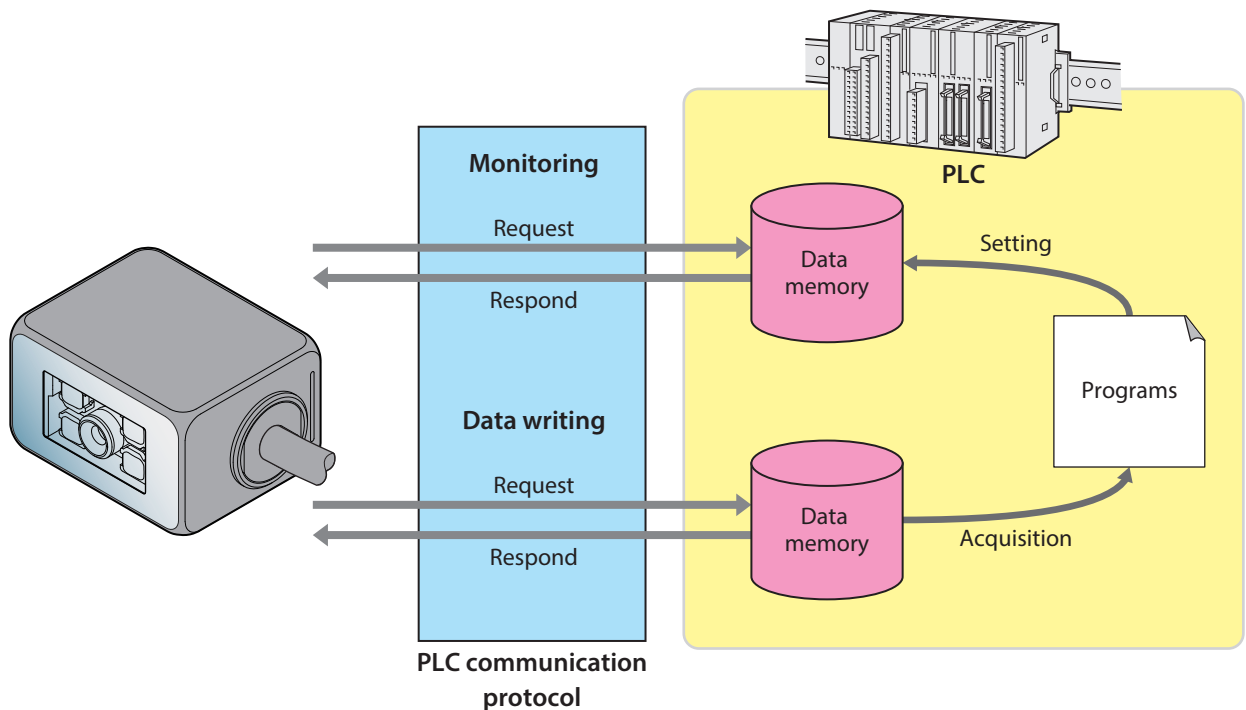 PLC
Monitoring
Request
Respond
Data
memory
Setting
Programs
Data writing
Request
Respond
Data
memory
Acquisition
PLC communication
protocol